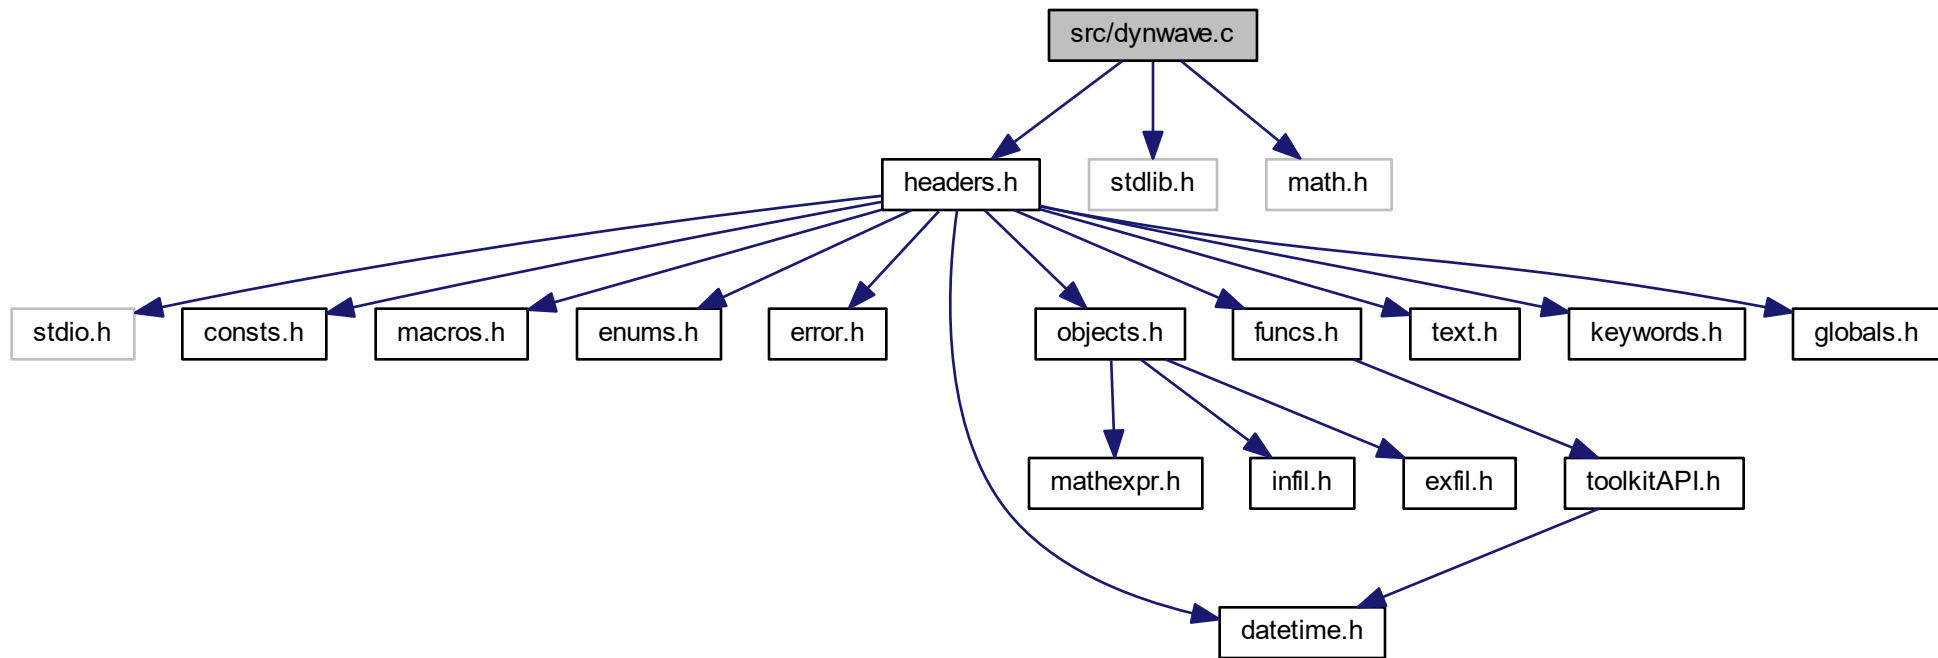 src/dynwave.c
headers.h
stdlib.h
math.h
stdio.h
consts.h
macros.h
enums.h
error.h
objects.h
funcs.h
text.h
keywords.h
globals.h
mathexpr.h
infil.h
exfil.h
toolkitAPI.h
datetime.h